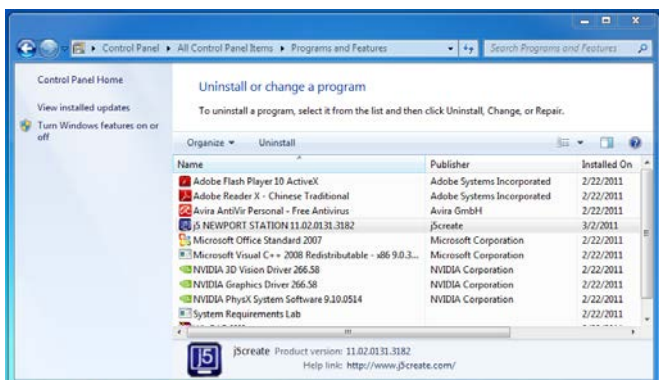 Control Panel ▸ All Control Panel Items ▸ Programs and Features
Search Programs and Features
Control Panel Home
View installed updates
Turn Windows features on or
off
Uninstall or change a program
To uninstall a program, select it from the list and then click Uninstall, Change, or Repair.
Organize Uninstall
Name Publisher Installed On
Adobe Flash Player 10 ActiveX Adobe Systems Incorporated 2/22/2011
Adobe Reader X - Chinese Traditional Adobe Systems Incorporated 2/22/2011
Avira AntiVir Personal - Free Antivirus Avira GmbH 2/22/2011
j5 NEWPORT STATION 11.02.0131.3182 j5create 3/2/2011
Microsoft Office Standard 2007 Microsoft Corporation 2/22/2011
Microsoft Visual C++ 2008 Redistributable - x86 9.0.3... Microsoft Corporation 2/22/2011
NVIDIA 3D Vision Driver 266.58 NVIDIA Corporation 2/22/2011
NVIDIA Graphics Driver 266.58 NVIDIA Corporation 2/22/2011
NVIDIA PhysX System Software 9.10.0514 NVIDIA Corporation 2/22/2011
System Requirements Lab 2/22/2011
j5 j5create Product version: 11.02.0131.3182
Help link: http://www.j5create.com/